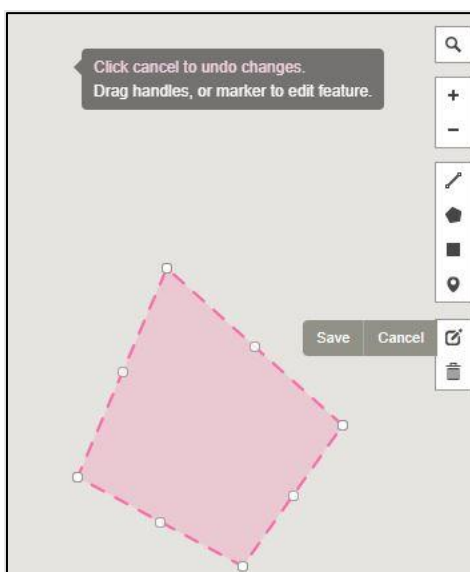 Click cancel to undo changes.
Drag handles, or marker to edit feature.
Save Cancel